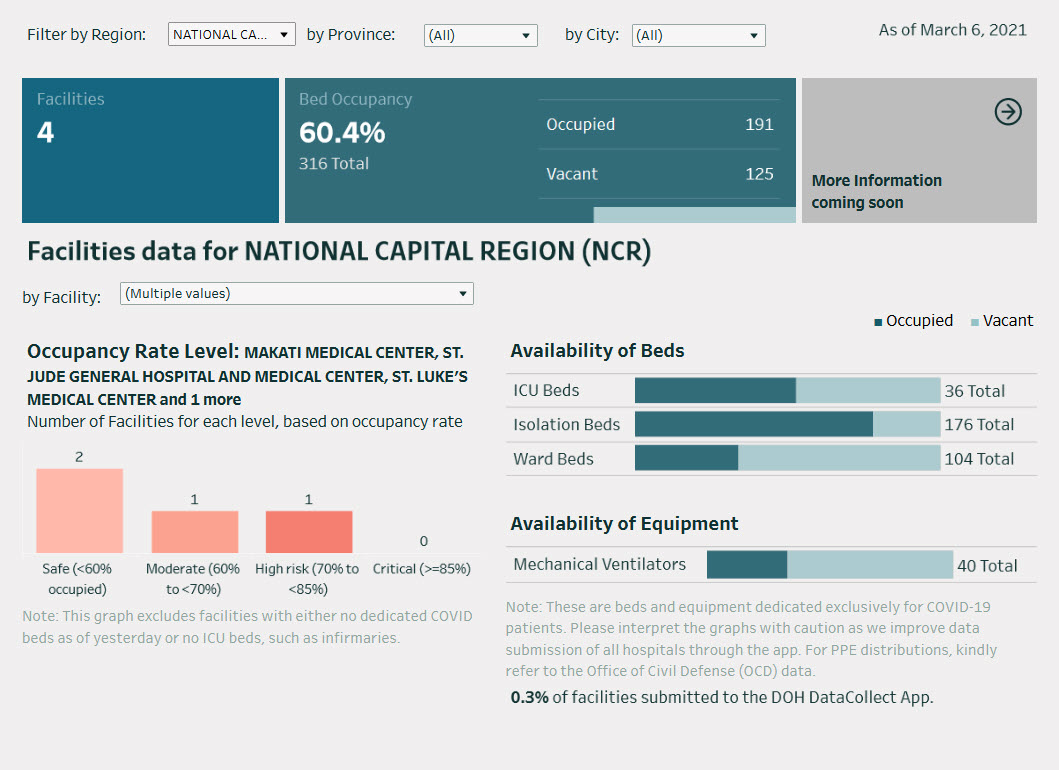 Filter by Region: NATIONAL CA... by Province: (All) by City: (All) As of March 6, 2021
Facilities
4
Bed Occupancy
60.4%
316 Total
Occupied 191
Vacant 125
More Information
coming soon
Facilities data for NATIONAL CAPITAL REGION (NCR)
by Facility: (Multiple values)
Occupied Vacant
Occupancy Rate Level: MAKATI MEDICAL CENTER, ST.
JUDE GENERAL HOSPITAL AND MEDICAL CENTER, ST. LUKE'S
MEDICAL CENTER and 1 more
Number of Facilities for each level, based on occupancy rate
2
1
1
0
Safe (<60%
occupied)
Moderate (60%
to <70%)
High risk (70% to
<85%)
Critical (>=85%)
Note: This graph excludes facilities with either no dedicated COVID
beds as of yesterday or no ICU beds, such as infirmaries.
Availability of Beds
ICU Beds 36 Total
Isolation Beds 176 Total
Ward Beds 104 Total
Availability of Equipment
Mechanical Ventilators 40 Total
Note: These are beds and equipment dedicated exclusively for COVID-19
patients. Please interpret the graphs with caution as we improve data
submission of all hospitals through the app. For PPE distributions, kindly
refer to the Office of Civil Defense (OCD) data.
0.3% of facilities submitted to the DOH DataCollect App.